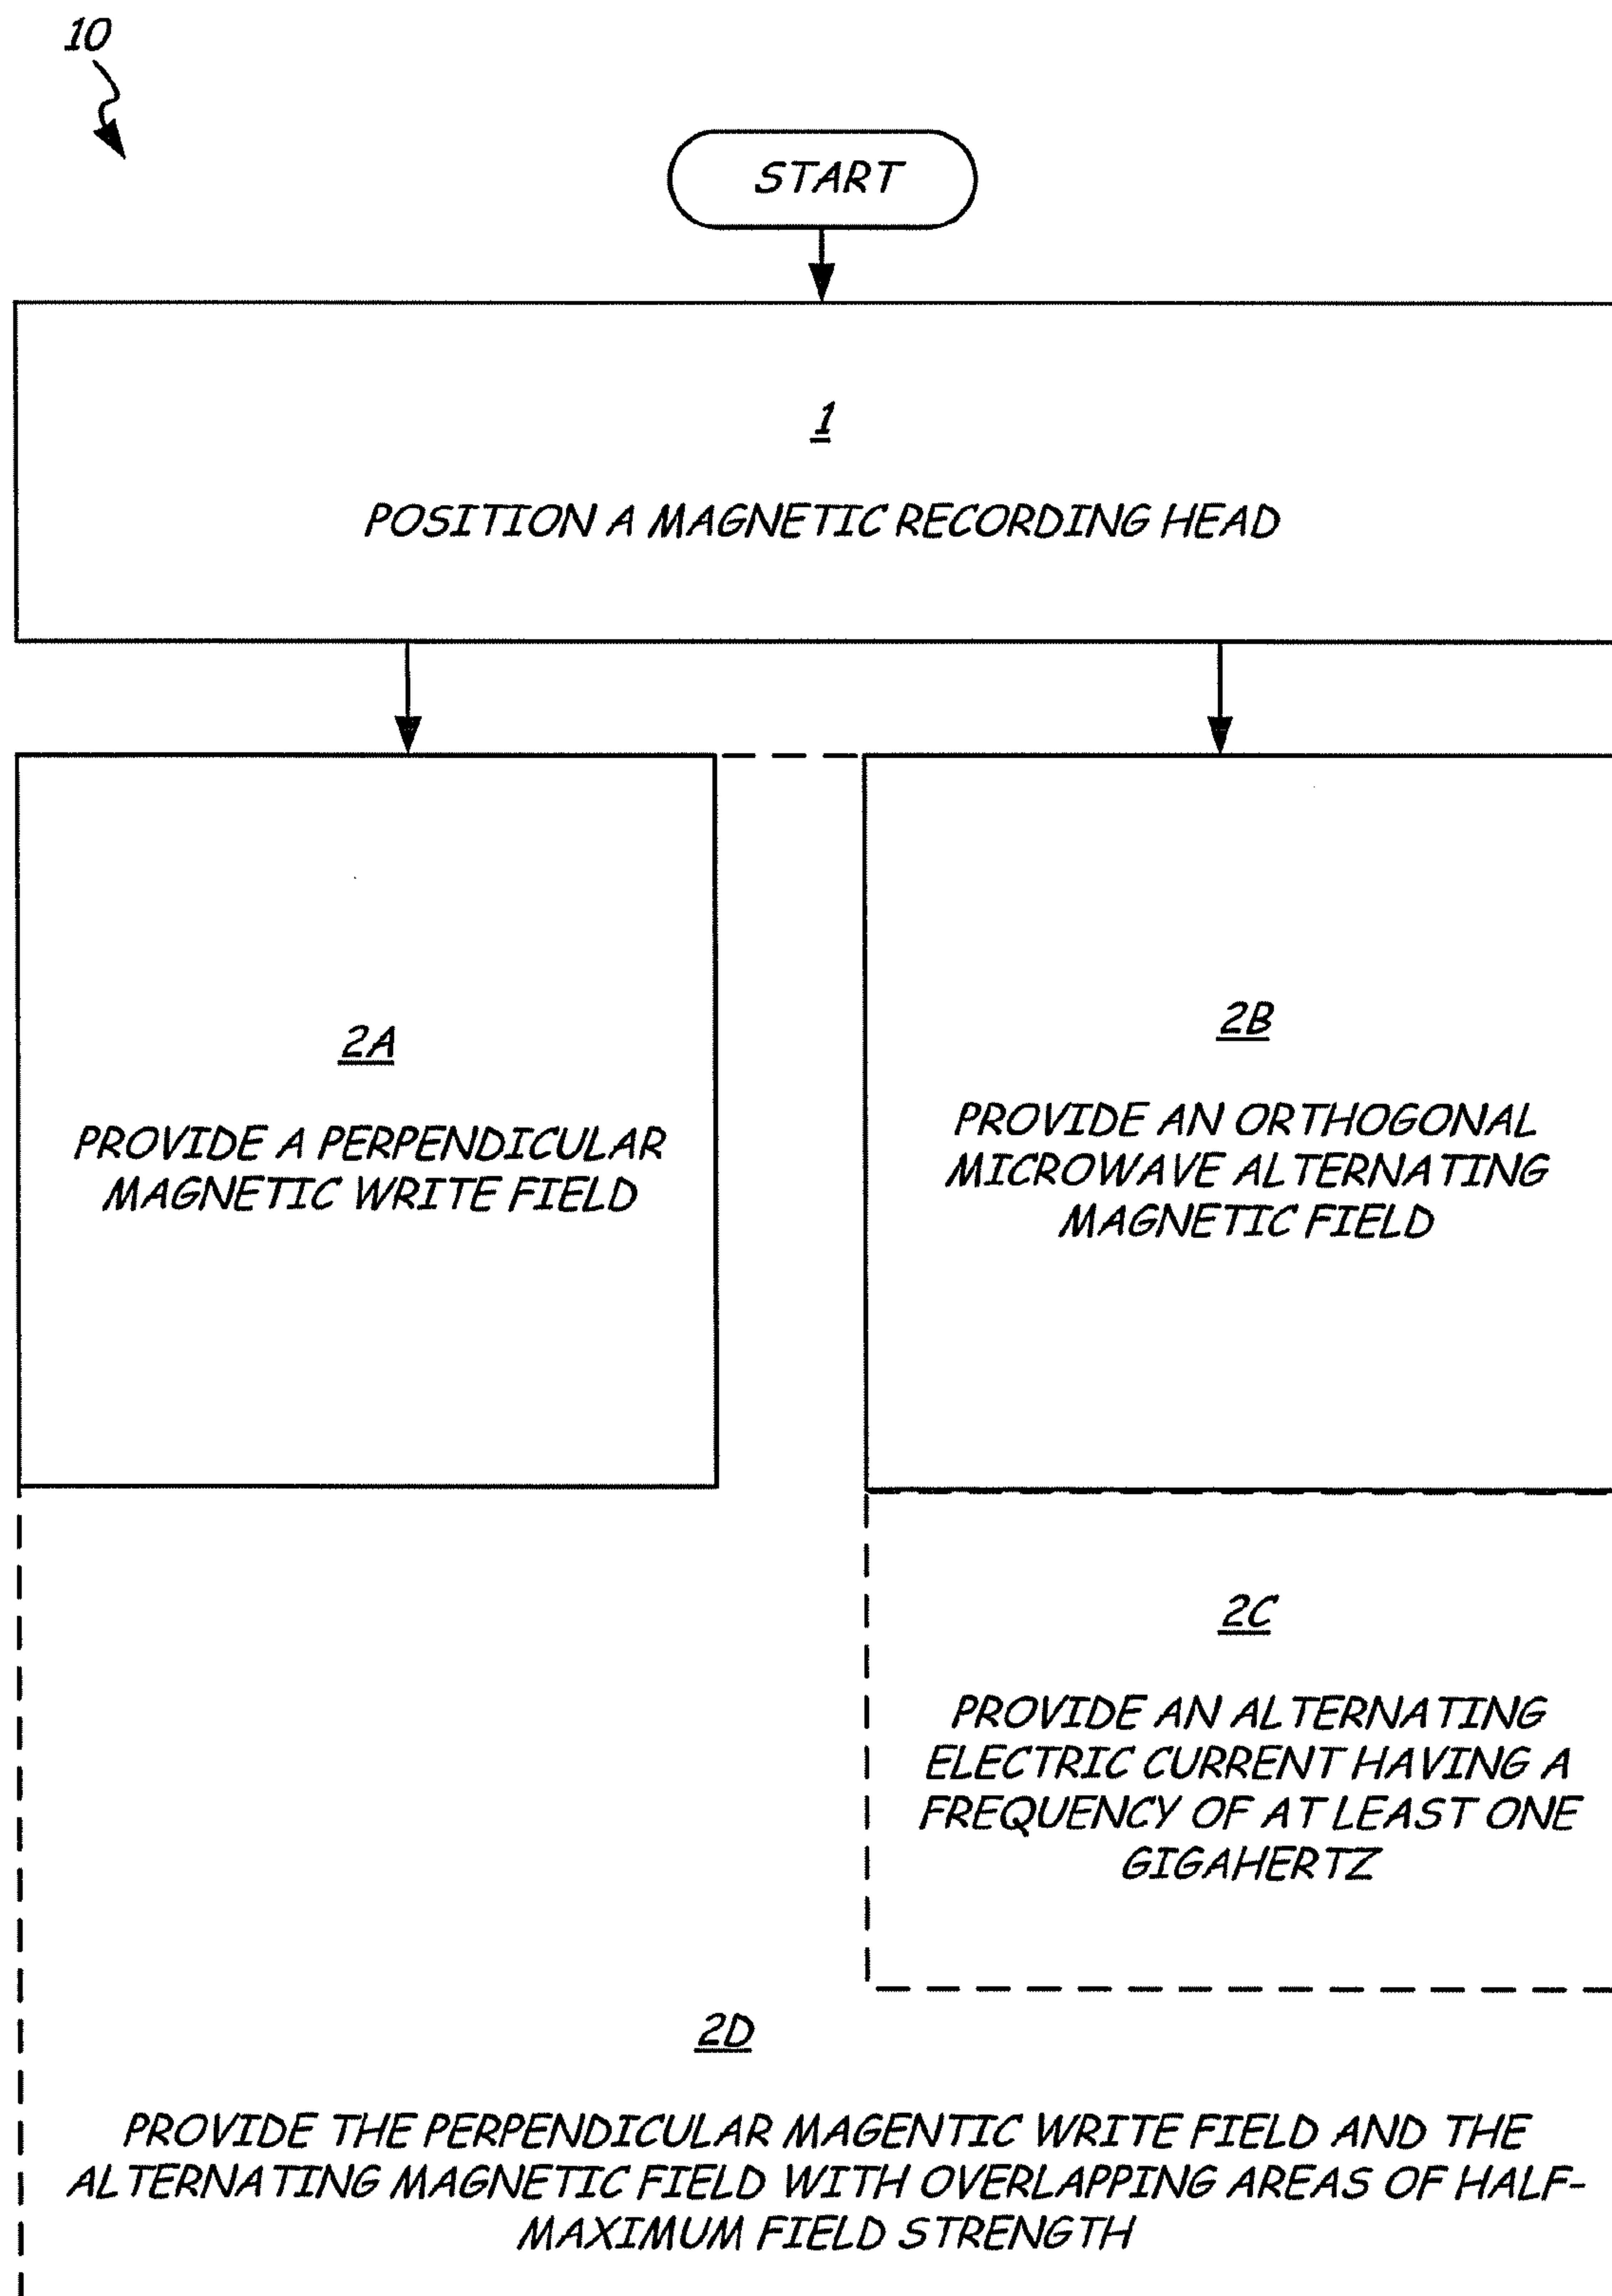 10
START
1
POSITION A MAGNETIC RECORDING HEAD
2A
PROVIDE A PERPENDICULAR
MAGNETIC WRITE FIELD
2B
PROVIDE AN ORTHOGONAL
MICROWAVE ALTERNATING
MAGNETIC FIELD
2C
PROVIDE AN ALTERNATING
ELECTRIC CURRENT HAVING A
FREQUENCY OF AT LEAST ONE
GIGAHERTZ
2D
PROVIDE THE PERPENDICULAR MAGENTIC WRITE FIELD AND THE
ALTERNATING MAGNETIC FIELD WITH OVERLAPPING AREAS OF HALF-
MAXIMUM FIELD STRENGTH